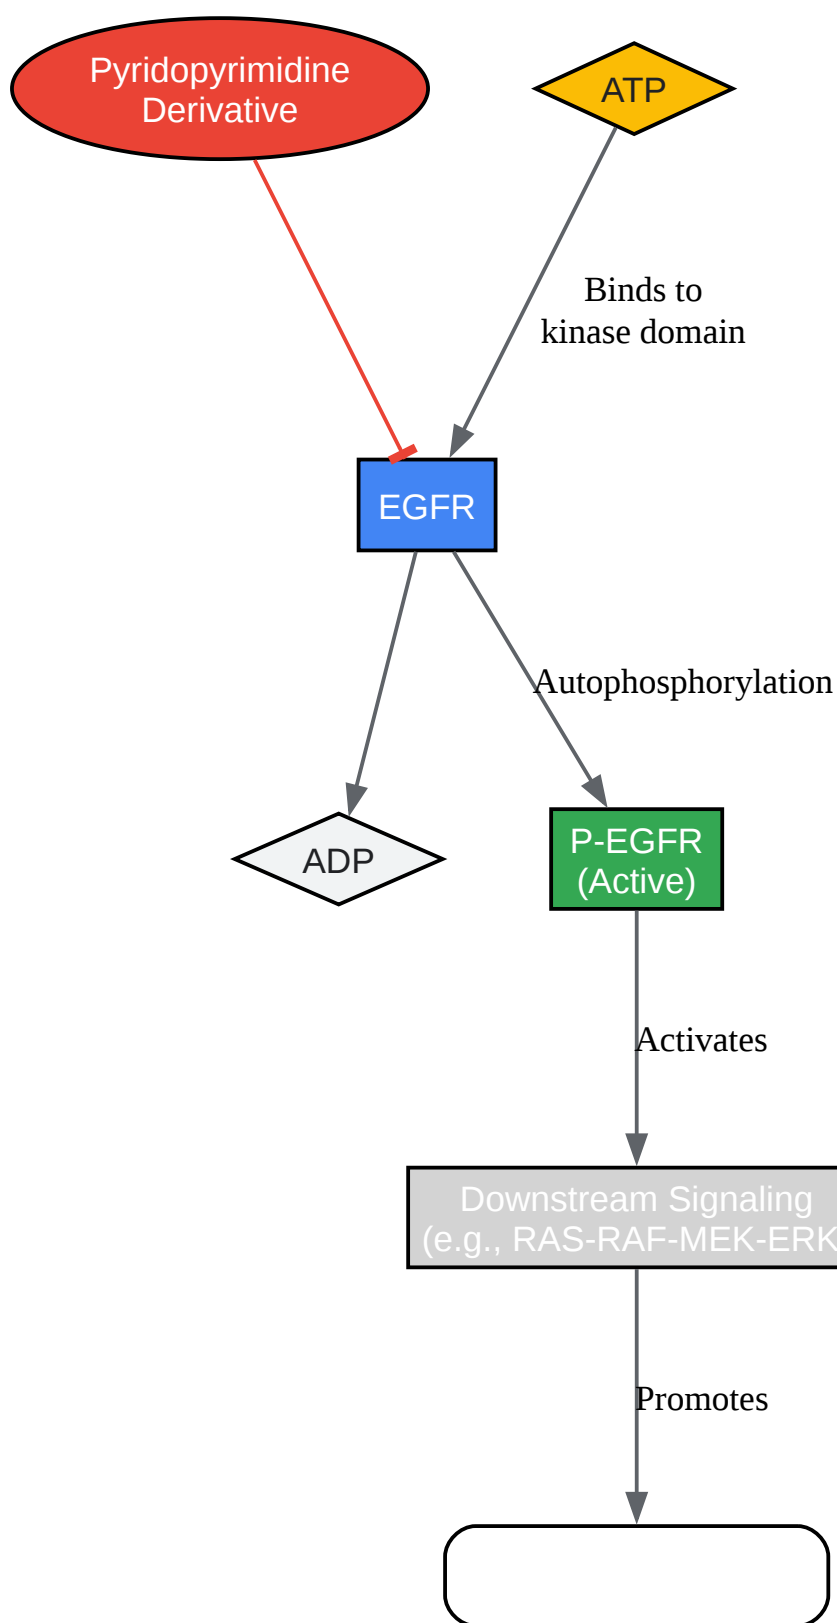 Pyridopyrimidine
Derivative
ATP
Binds to
kinase domain
EGFR
Autophosphorylation
ADP
P-EGFR
(Active)
Activates
Downstream Signaling
(e.g., RAS-RAF-MEK-ERK
Promotes